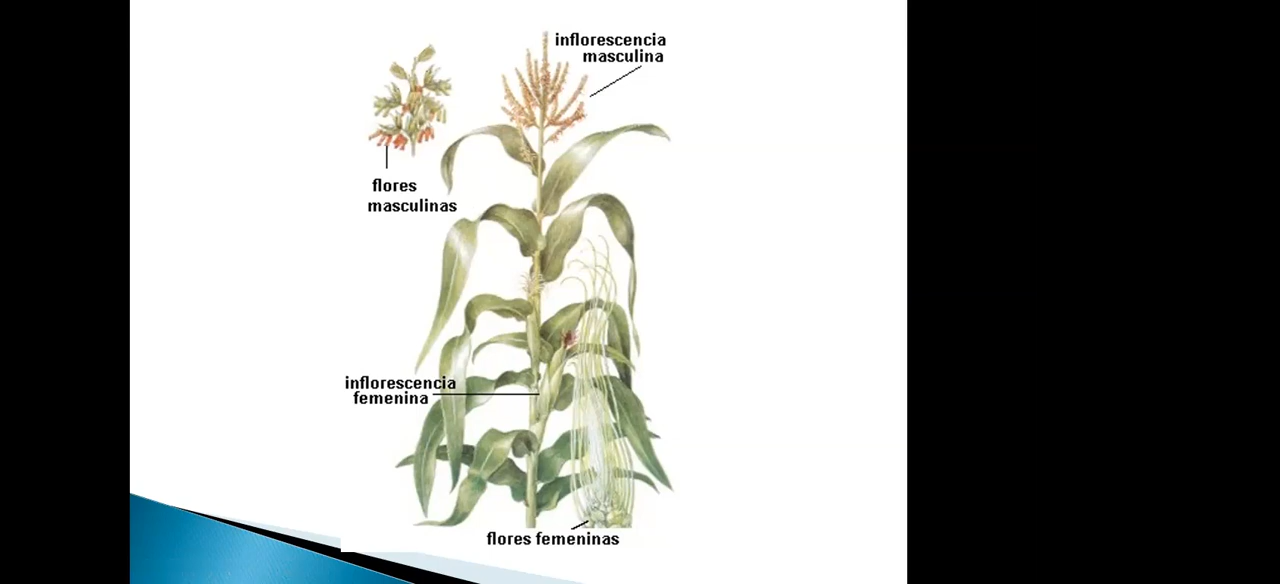 inflorescencia
masculina
flores
masculinas
inflorescencia
femenina
flores femeninas